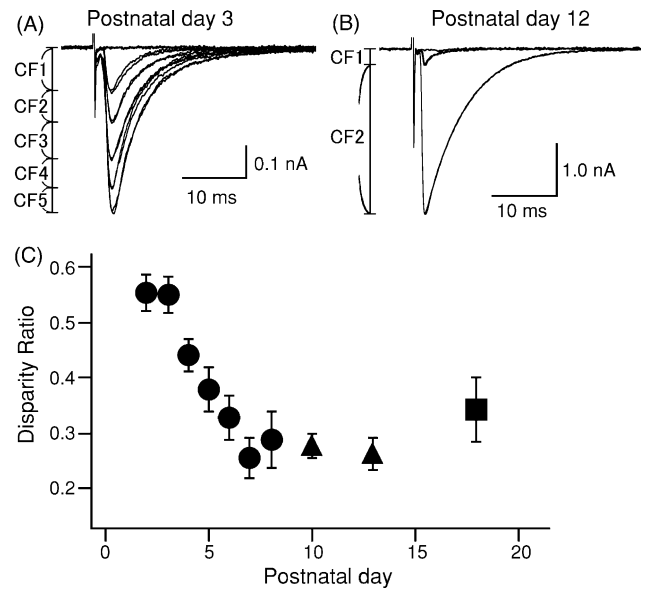 (A) Postnatal day 3
CF1
CF2
CF3
CF4
CF5
0.1 nA
10 ms
(B) Postnatal day 12
CF1
CF2
1.0 nA
10 ms
(C)
Disparity Ratio
0.6
0.5
0.4
0.3
0.2
0 5 10 15 20
Postnatal day